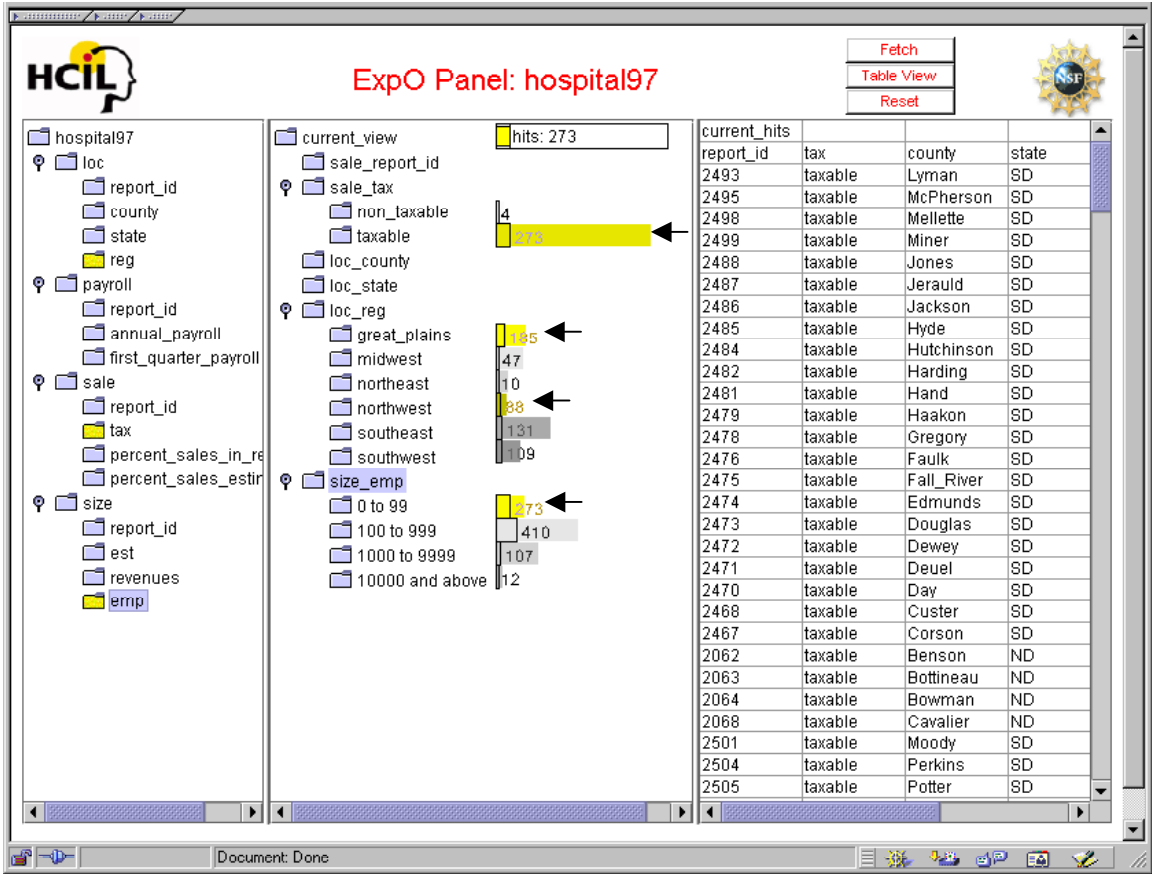 HCIL
ExpO Panel: hospital97
Fetch
Table View
Reset
NSF
hospital97
loc
report_id
county
state
reg
payroll
report_id
annual_payroll
first_quarter_payroll
sale
report_id
tax
percent_sales_in_re
percent_sales_estir
size
report_id
est
revenues
emp
current_view hits: 273
sale_report_id
sale_tax
non_taxable 4
taxable 273
loc_county
loc_state
loc_reg
great_plains 185
midwest 47
northeast 10
northwest 88
southeast 131
southwest 109
size_emp
0 to 99 273
100 to 999 410
1000 to 9999 107
10000 and above 12
current_hits
report_id tax county state
2493 taxable Lyman SD
2495 taxable McPherson SD
2498 taxable Mellette SD
2499 taxable Miner SD
2488 taxable Jones SD
2487 taxable Jerauld SD
2486 taxable Jackson SD
2485 taxable Hyde SD
2484 taxable Hutchinson SD
2482 taxable Harding SD
2481 taxable Hand SD
2479 taxable Haakon SD
2478 taxable Gregory SD
2476 taxable Faulk SD
2475 taxable Fall_River SD
2474 taxable Edmunds SD
2473 taxable Douglas SD
2472 taxable Dewey SD
2471 taxable Deuel SD
2470 taxable Day SD
2468 taxable Custer SD
2467 taxable Corson SD
2062 taxable Benson ND
2063 taxable Bottineau ND
2064 taxable Bowman ND
2068 taxable Cavalier ND
2501 taxable Moody SD
2504 taxable Perkins SD
2505 taxable Potter SD
Document: Done